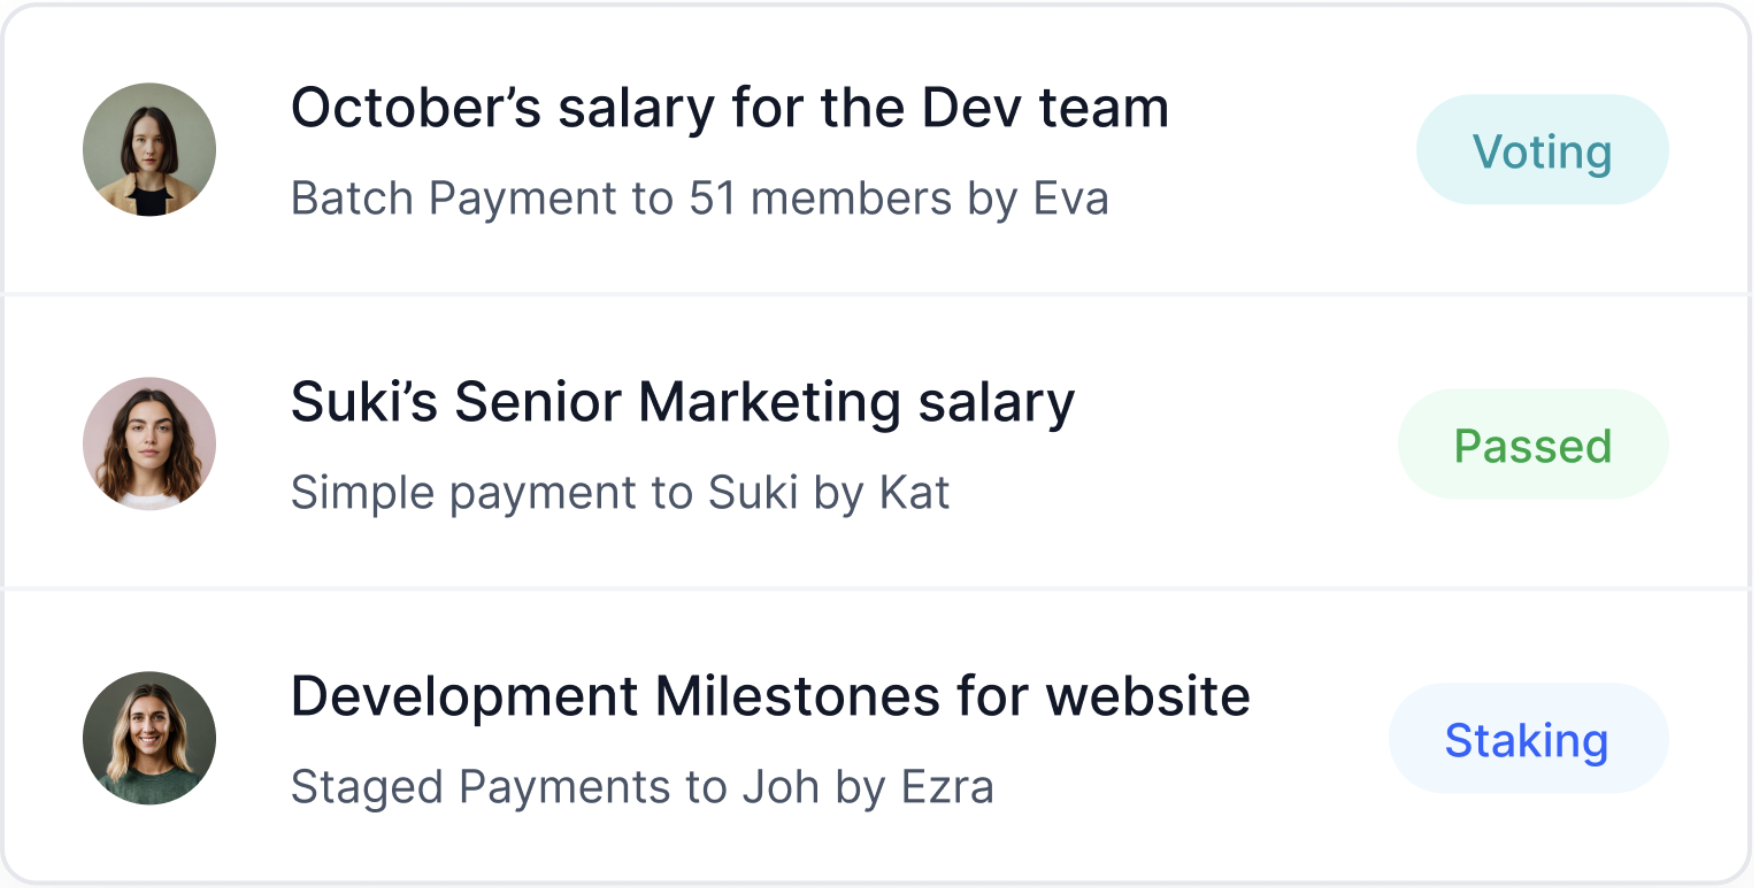 October’s salary for the Dev team
Batch Payment to 51 members by Eva
Voting
Suki’s Senior Marketing salary
Simple payment to Suki by Kat
Passed
Development Milestones for website
Staged Payments to Joh by Ezra
Staking